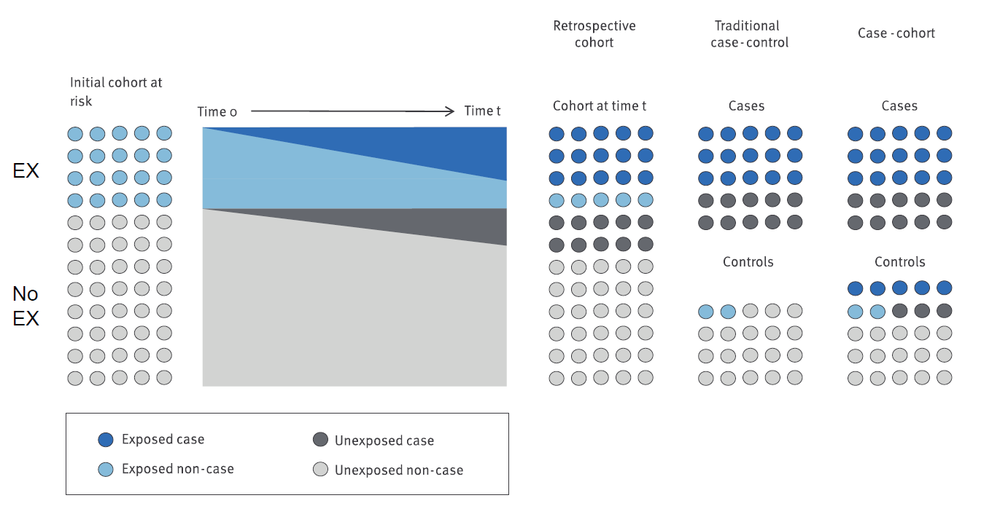 Retrospective
cohort
Traditional
case-control
Case-cohort
Initial cohort at
risk
Time 0
Time t
Cohort at time t
Cases
Cases
EX
Controls
Controls
No
EX
Exposed case
Unexposed case
Exposed non-case
Unexposed non-case